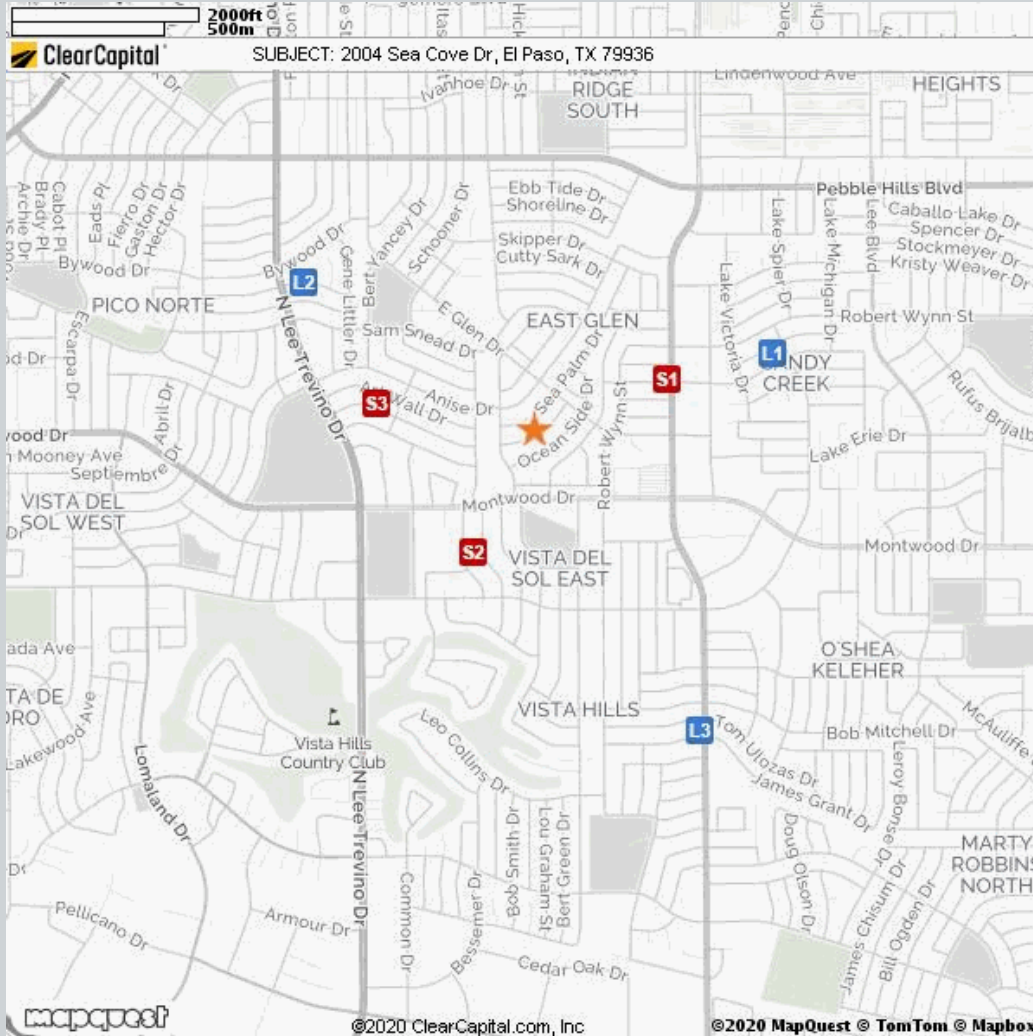 2000ft
500m
ClearCapital
SUBJECT: 2004 Sea Cove Dr, El Paso, TX 79936
Ivanhoe Dr
INDIAN
RIDGE
SOUTH
Lindenwood Ave
HEIGHTS
Pebble Hills Blvd
Archie Dr
Brady Pl
Cabot Pl
Eads Pl
Fierro Dr
Gaston Dr
Hector Dr
Bywood Dr
PICO NORTE
Escarpa Dr
Bywood Dr
L2
Gene Littler Dr
Bert Yancey Dr
Schooner Dr
Ebb Tide Dr
Shoreline Dr
Skipper Dr
Cutty Sark Dr
E Glen Dr
Sam Snead Dr
EAST GLEN
Sea Palm Dr
Ocean Side Dr
Lake Spier Dr
Lake Michigan Dr
Lee Blvd
Caballo Lake Dr
Spencer Dr
Stockmeyer Dr
Kristy Weaver Dr
Robert Wynn St
Lake Victoria Dr
L1
CREEK
S1
Rufus Brijalb
N Lee Trevino Dr
S3
Art Wall Dr
Anise Dr
Robert Wynn St
Lake Erie Dr
Abril Dr
wood Dr
n Mooney Ave
Septiembre Dr
VISTA DEL
SOL WEST
Montwood Dr
S2
VISTA DEL
SOL EAST
Montwood Dr
ada Ave
O'SHEA
KELEHER
Lakewood Ave
Vista Hills
Country Club
Leo Collins Dr
VISTA HILLS
L3
Tom Ulozas Dr
James Grant Dr
Bob Mitchell Dr
McAuliffe
Lomaland Dr
N Lee Trevino Dr
Bob Smith Dr
Lou Graham St
Bert Green Dr
Leroy Bonse Dr
Doug Olson Dr
James Chisum Dr
Bill Ogden Dr
MARTY
ROBBINS
NORTH
Pellicano Dr
Armour Dr
Common Dr
Bessemer Dr
Cedar Oak Dr
mapquest
©2020 ClearCapital.com, Inc
©2020 MapQuest © TomTom © Mapbox